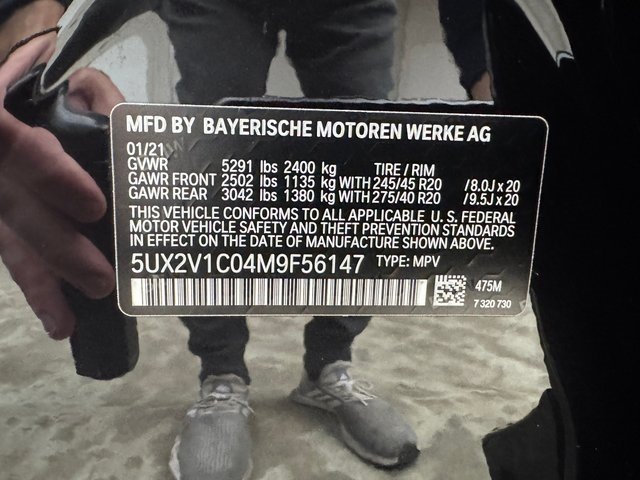 MFD BY BAYERISCHE MOTOREN WERKE AG
01/21
GVWR 5291 lbs 2400 kg TIRE / RIM
GAWR FRONT 2502 lbs 1135 kg WITH 245/45 R20 /8.0J x 20
GAWR REAR 3042 lbs 1380 kg WITH 275/40 R20 /9.5J x 20
THIS VEHICLE CONFORMS TO ALL APPLICABLE U. S. FEDERAL
MOTOR VEHICLE SAFETY AND THEFT PREVENTION STANDARDS
IN EFFECT ON THE DATE OF MANUFACTURE SHOWN ABOVE.
5UX2V1C04M9F56147 TYPE: MPV
475M
7 320 730